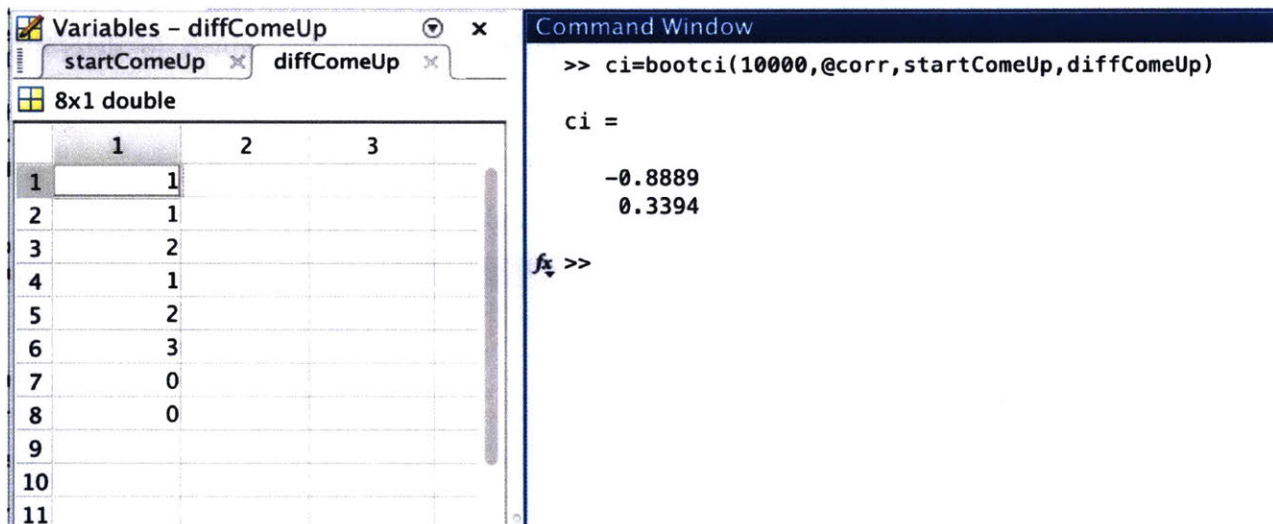 Variables - diffComeUp
startComeUp diffComeUp
8x1 double
1 2 3
1 1
2 1
3 2
4 1
5 2
6 3
7 0
8 0
9
10
11
Command Window
>> ci=bootci(10000,@corr,startComeUp,diffComeUp)
ci =
-0.8889
0.3394
fx >>